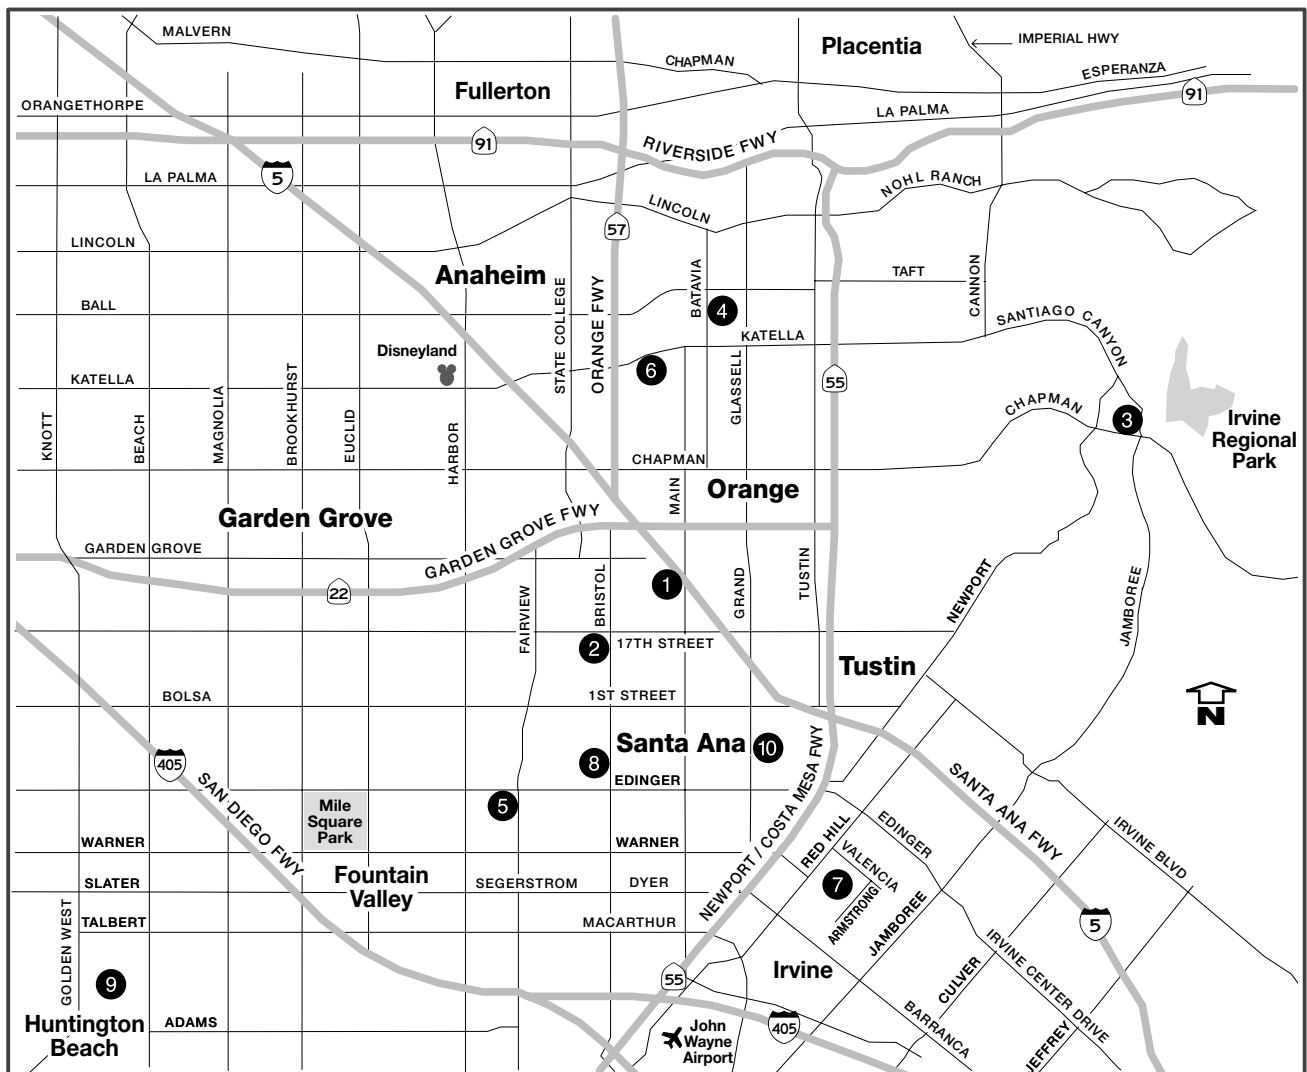 MALVERN
CHAPMAN
Placentia
IMPERIAL HWY
ESPERANZA
Fullerton
91
ORANGETHORPE
LA PALMA
91
RIVERSIDE FWY
5
LA PALMA
NOHL RANCH
LINCOLN
57
LINCOLN
Anaheim
BATAVIA
TAFT
CANNON
STATE COLLEGE
ORANGE FWY
BALL
4
SANTIAGO CANYON
KATELLA
Disneyland
6
KATELLA
GLASSELL
55
KNOTT
BEACH
MAGNOLIA
BROOKHURST
EUCLID
HARBOR
CHAPMAN
3
Irvine
Regional
Park
CHAPMAN
MAIN
Orange
Garden Grove
GARDEN GROVE FWY
GARDEN GROVE
22
FAIRVIEW
BRISTOL
1
GRAND
TUSTIN
NEWPORT
JAMBOREE
2
17TH STREET
Tustin
BOLSA
1ST STREET
N
405
SAN DIEGO FWY
Santa Ana
10
8
EDINGER
NEWPORT / COSTA MESA FWY
SANTA ANA FWY
5
Mile
Square
Park
WARNER
WARNER
RED HILL
EDINGER
IRVINE BLVD
VALENCIA
Fountain
Valley
SLATER
SEGERSTROM
DYER
7
ARMSTRONG
JAMBOREE
5
GOLDEN WEST
TALBERT
MACARTHUR
9
55
Irvine
CULVER
IRVINE CENTER DRIVE
Huntington
Beach
ADAMS
John
Wayne
Airport
405
BARRANCA
JEFFREY